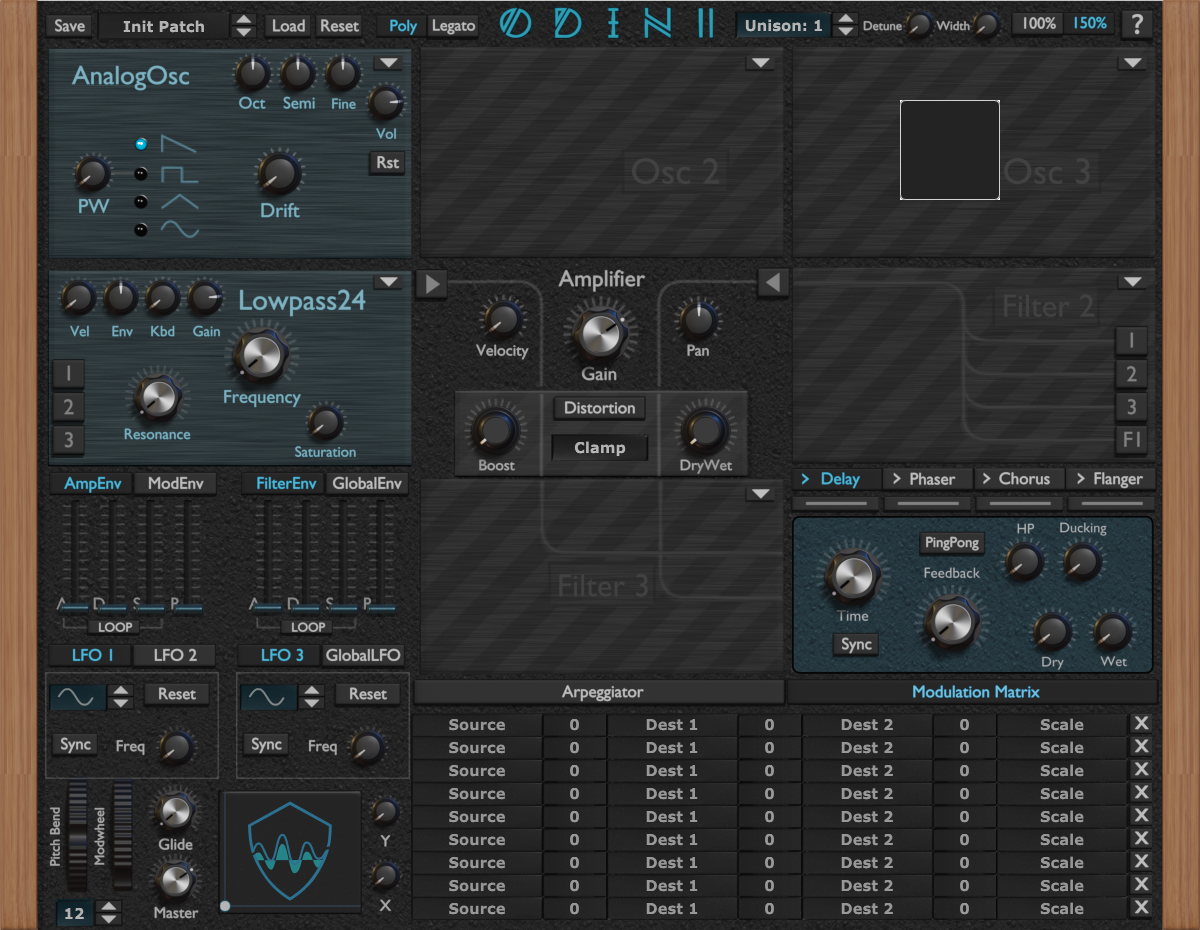 Save
Init Patch
Load
Reset
Poly
Legato
ODIN II
Unison: 1
Detune
Width
100%
150%
?
AnalogOsc
Oct
Semi
Fine
Vol
Rst
PW
Drift
Osc 2
Osc 3
Lowpass24
Vel
Env
Kbd
Gain
1
2
3
Frequency
Resonance
Saturation
Amplifier
Velocity
Gain
Pan
Distortion
Clamp
Boost
DryWet
Filter 2
1
2
3
F1
AmpEnv
ModEnv
FilterEnv
GlobalEnv
A D S R
A D S R
LOOP
LOOP
Filter 3
> Delay
> Phaser
> Chorus
> Flanger
PingPong
HP
Ducking
Feedback
Time
Sync
Dry
Wet
LFO 1
LFO 2
LFO 3
GlobalLFO
Reset
Reset
Sync
Freq
Sync
Freq
Pitch Bend
Modwheel
Glide
Master
12
Y
X
Arpeggiator
Modulation Matrix
Source 0 Dest 1 0 Dest 2 0 Scale X
Source 0 Dest 1 0 Dest 2 0 Scale X
Source 0 Dest 1 0 Dest 2 0 Scale X
Source 0 Dest 1 0 Dest 2 0 Scale X
Source 0 Dest 1 0 Dest 2 0 Scale X
Source 0 Dest 1 0 Dest 2 0 Scale X
Source 0 Dest 1 0 Dest 2 0 Scale X
Source 0 Dest 1 0 Dest 2 0 Scale X
Source 0 Dest 1 0 Dest 2 0 Scale X